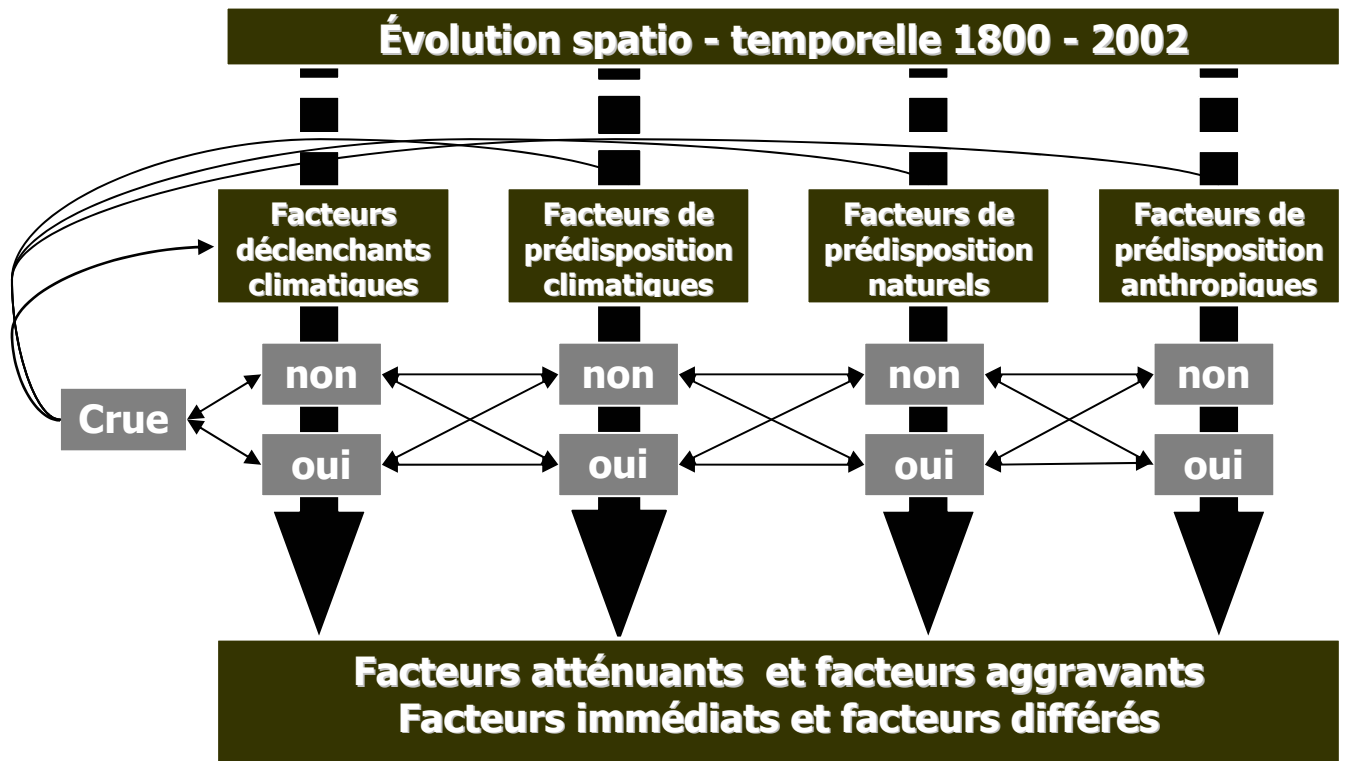 Évolution spatio - temporelle 1800 - 2002
Facteurs
déclenchants
climatiques
Facteurs de
prédisposition
climatiques
Facteurs de
prédisposition
naturels
Facteurs de
prédisposition
anthropiques
Crue
non
non
non
non
oui
oui
oui
oui
Facteurs atténuants et facteurs aggravants
Facteurs immédiats et facteurs différés